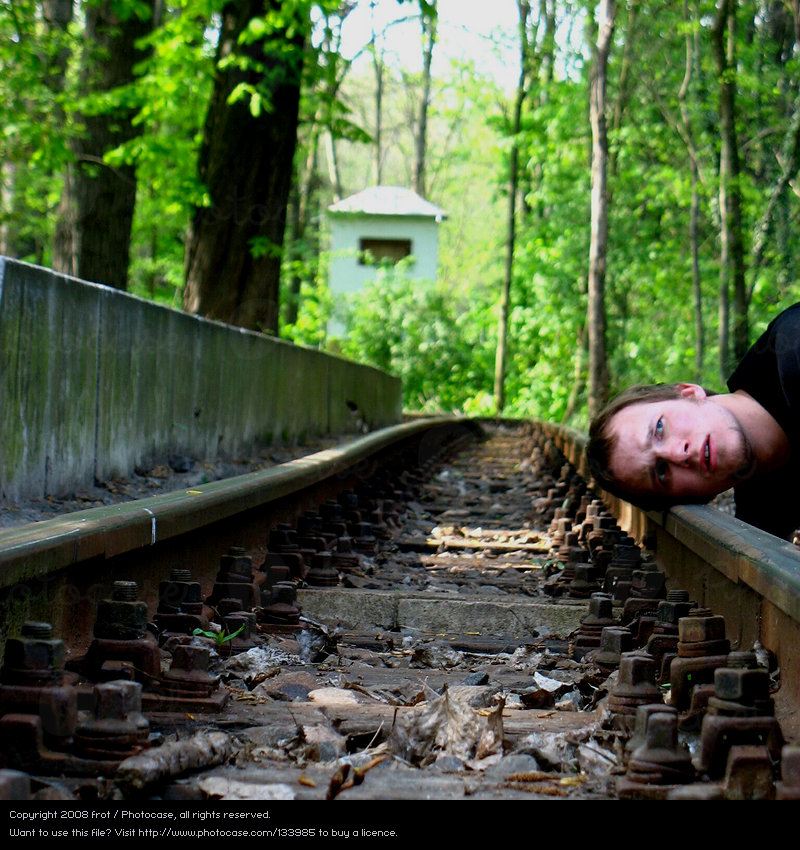 Copyright 2008 frot / Photocase, all rights reserved.
Want to use this file? Visit http://www.photocase.com/133985 to buy a licence.